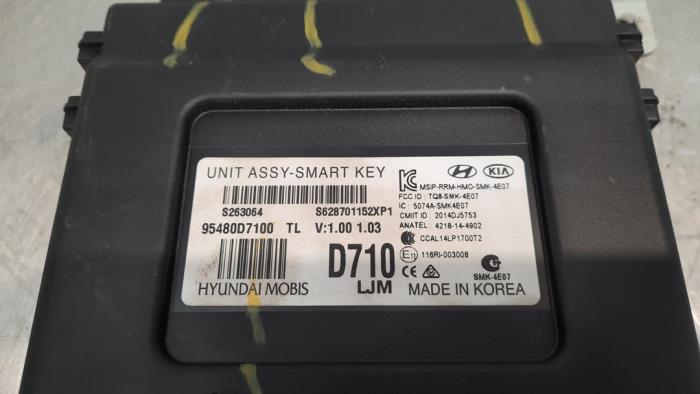 UNIT ASSY-SMART KEY
S263064 S628701152XP1
95480D7100 TL V:1.00 1.03
D710
LJM
HYUNDAI MOBIS
KC MSIP-RRM-HMO-SMK-4E07
KIA
FCC ID : TQ8-SMK-4E07
IC : 5074A-SMK4E07
CMIIT ID : 2014DJ5753
ANATEL : 4218-14-4902
CCAL14LP1700T2
E11 116RI-003008
CE
SMK-4E07
MADE IN KOREA